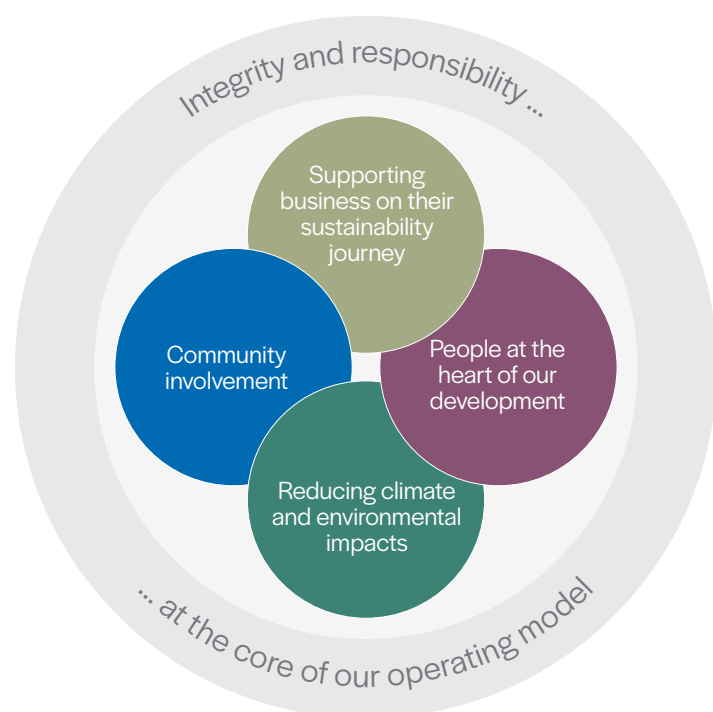 Integrity and responsibility...
Supporting
business on their
sustainability
journey
Community
involvement
People at the
heart of our
development
Reducing climate
and environmental
impacts
... at the core of our operating model